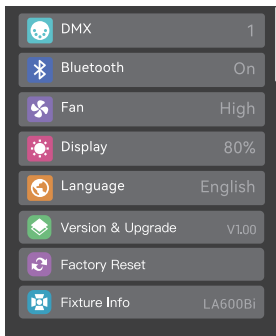 DMX 1
Bluetooth On
Fan High
Display 80%
Language English
Version & Upgrade V1.00
Factory Reset
Fixture Info LA600Bi